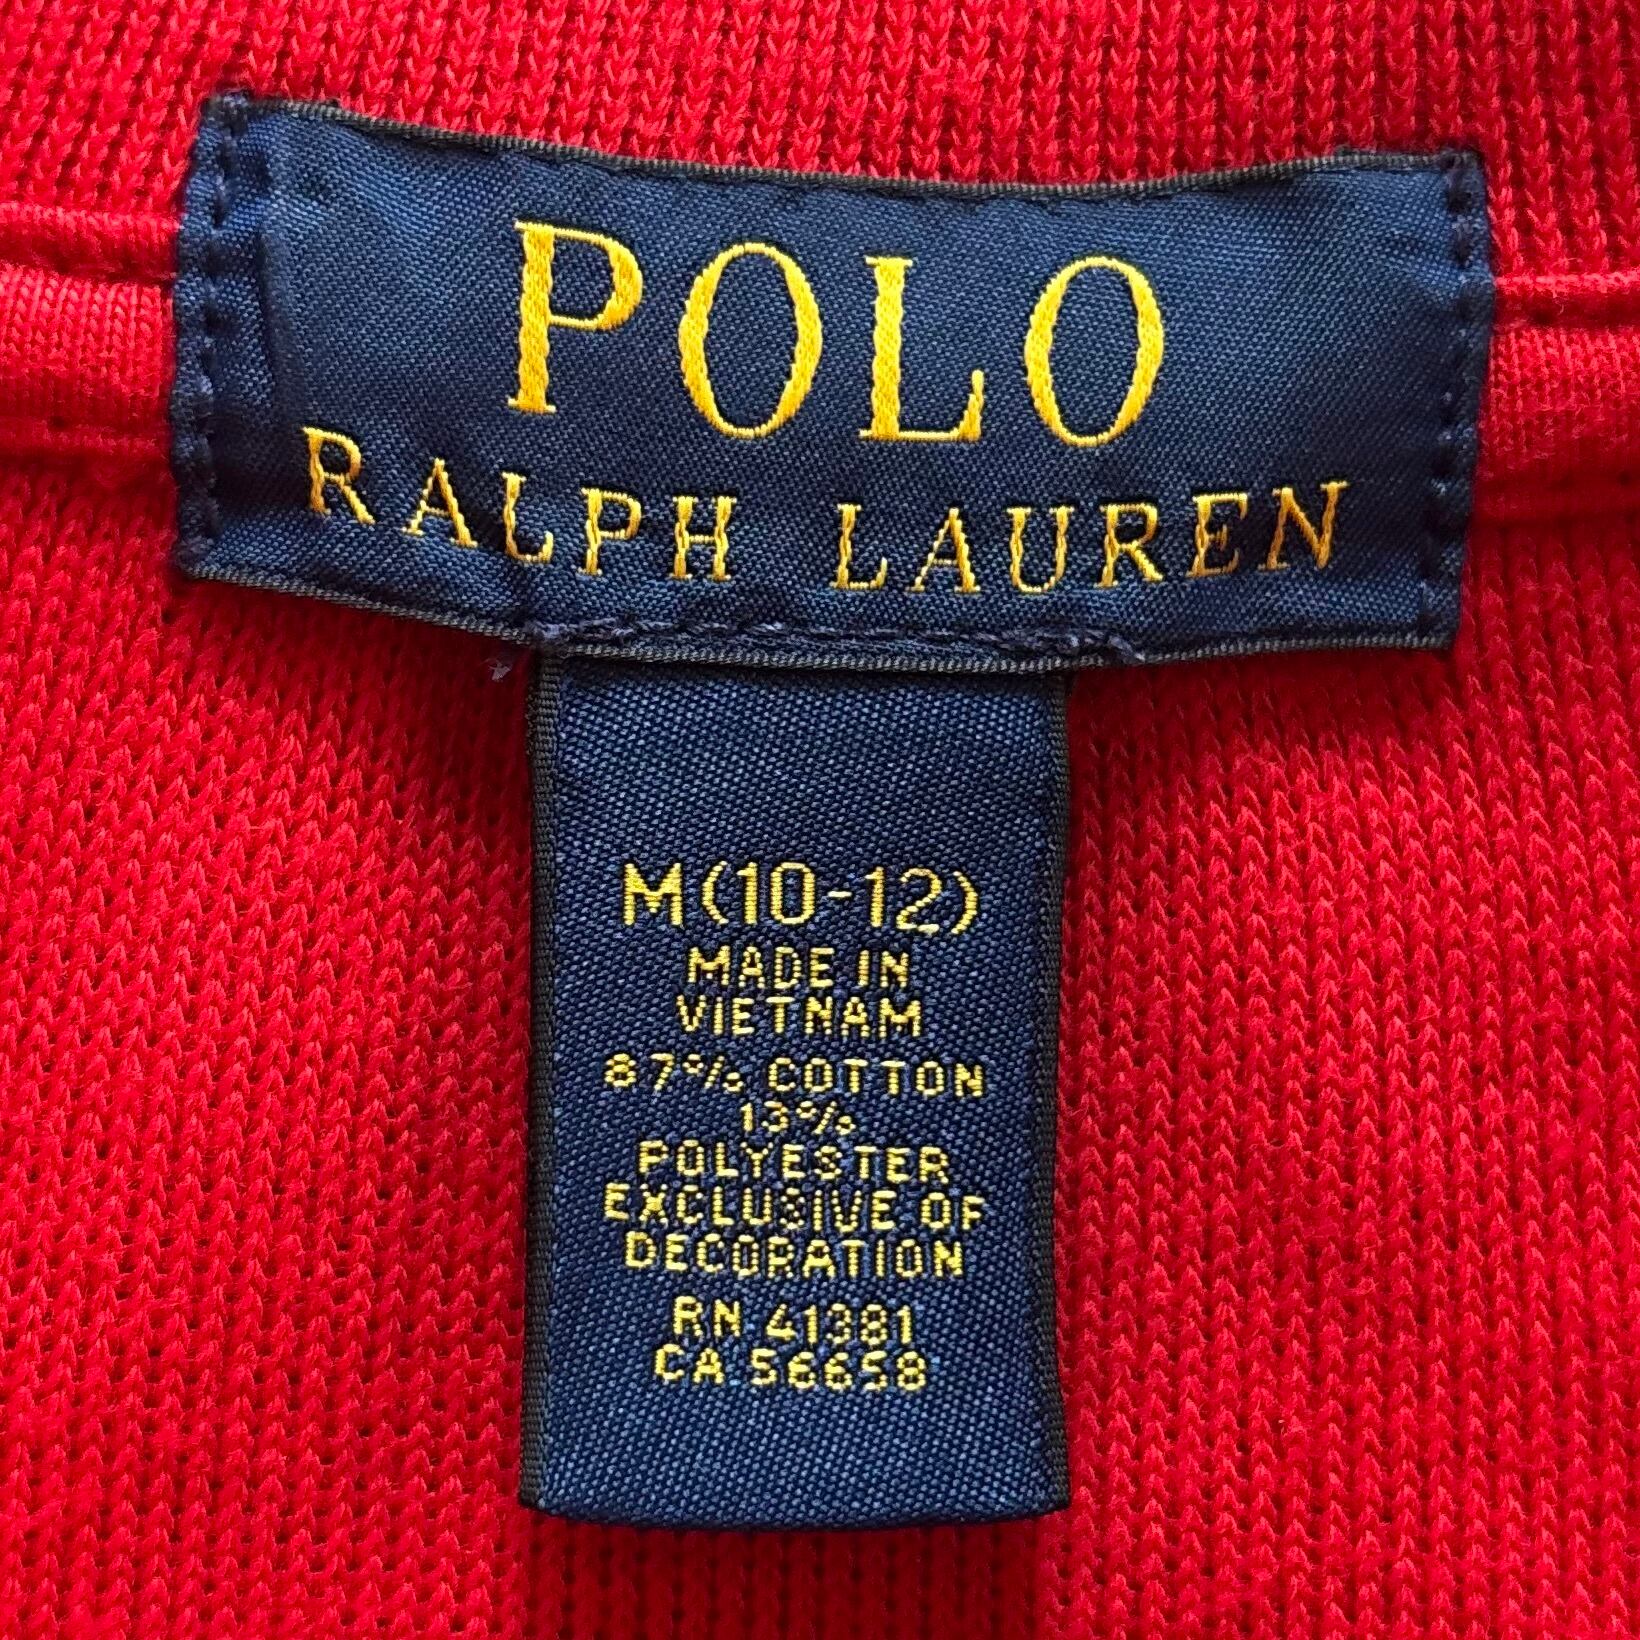 POLO
RALPH LAUREN
M(10-12)
MADE IN
VIETNAM
87% COTTON
13%
POLYESTER
EXCLUSIVE OF
DECORATION
RN 41381
CA 56658